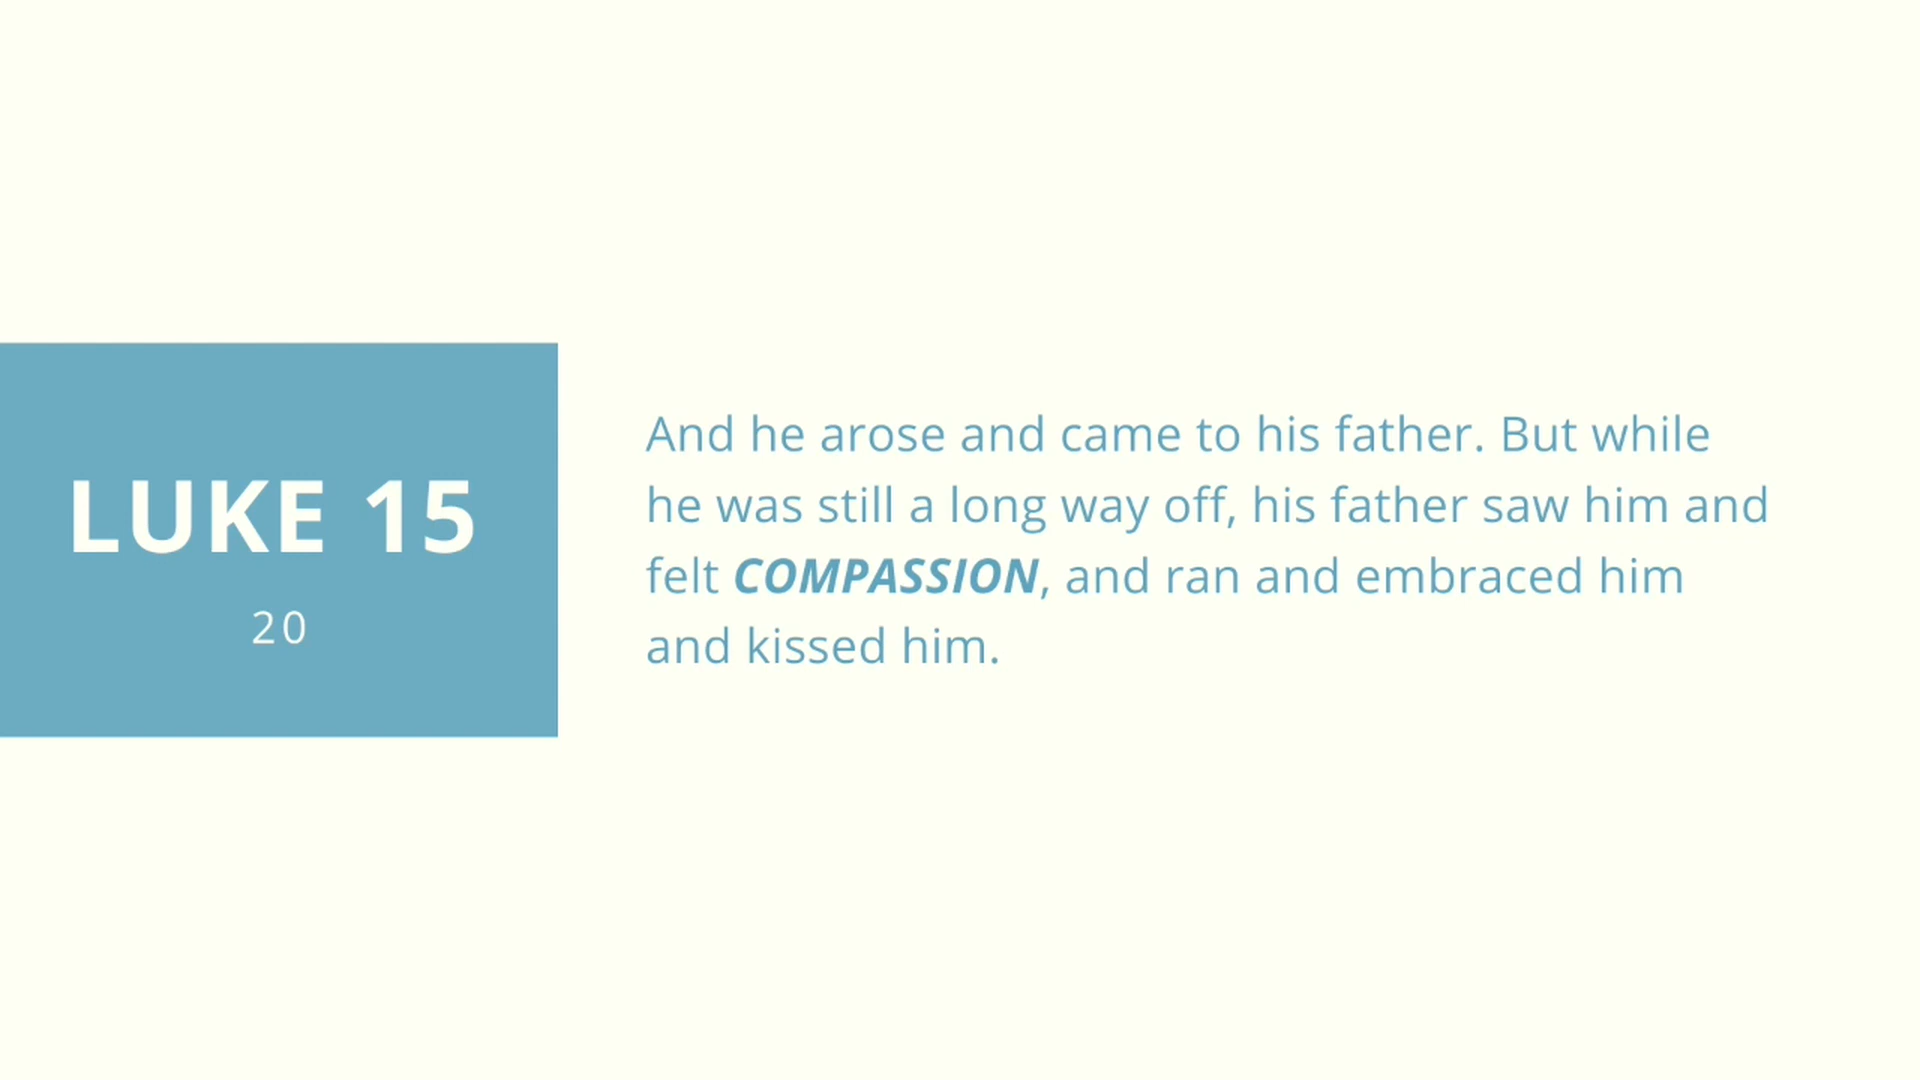 LUKE 15
20
And he arose and came to his father. But while
he was still a long way off, his father saw him and
felt COMPASSION, and ran and embraced him
and kissed him.